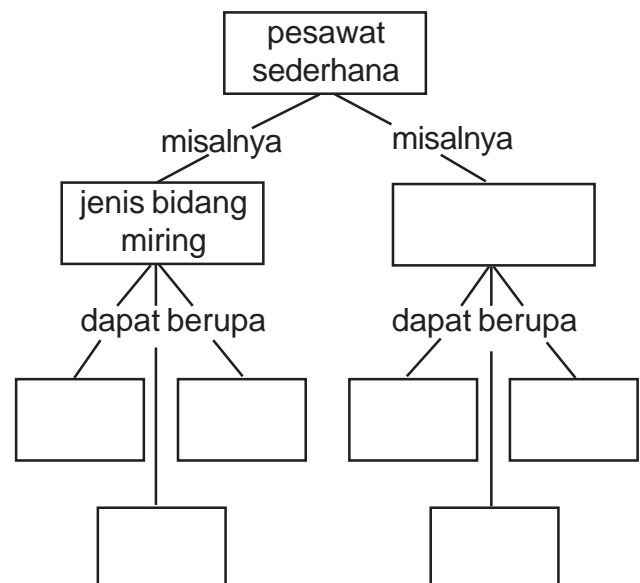 pesawat
sederhana
misalnya
misalnya
jenis bidang
miring
dapat berupa
dapat berupa